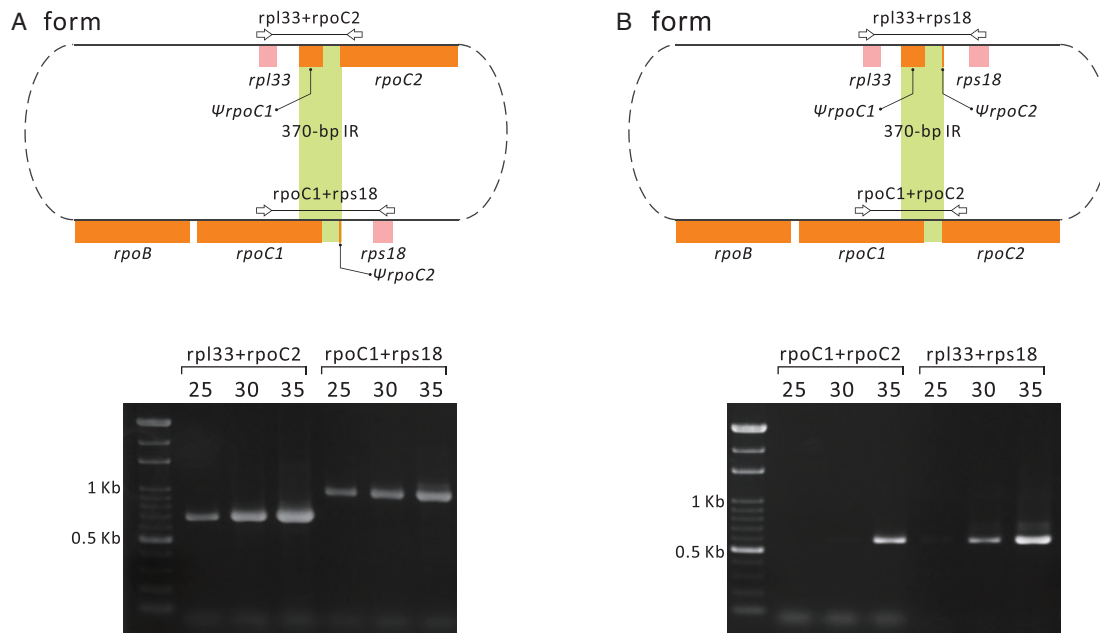 A form
rpl33+rpoC2
rpl33
rpoC2
ΨrpoC1
370-bp IR
rpoC1+rps18
rpoB
rpoC1
rps18
ΨrpoC2
rpl33+rpoC2 rpoC1+rps18
25 30 35 25 30 35
1 Kb
0.5 Kb
B form
rpl33+rps18
rpl33
rps18
ΨrpoC1
ΨrpoC2
370-bp IR
rpoC1+rpoC2
rpoB
rpoC1
rpoC2
rpoC1+rpoC2 rpl33+rps18
25 30 35 25 30 35
1 Kb
0.5 Kb